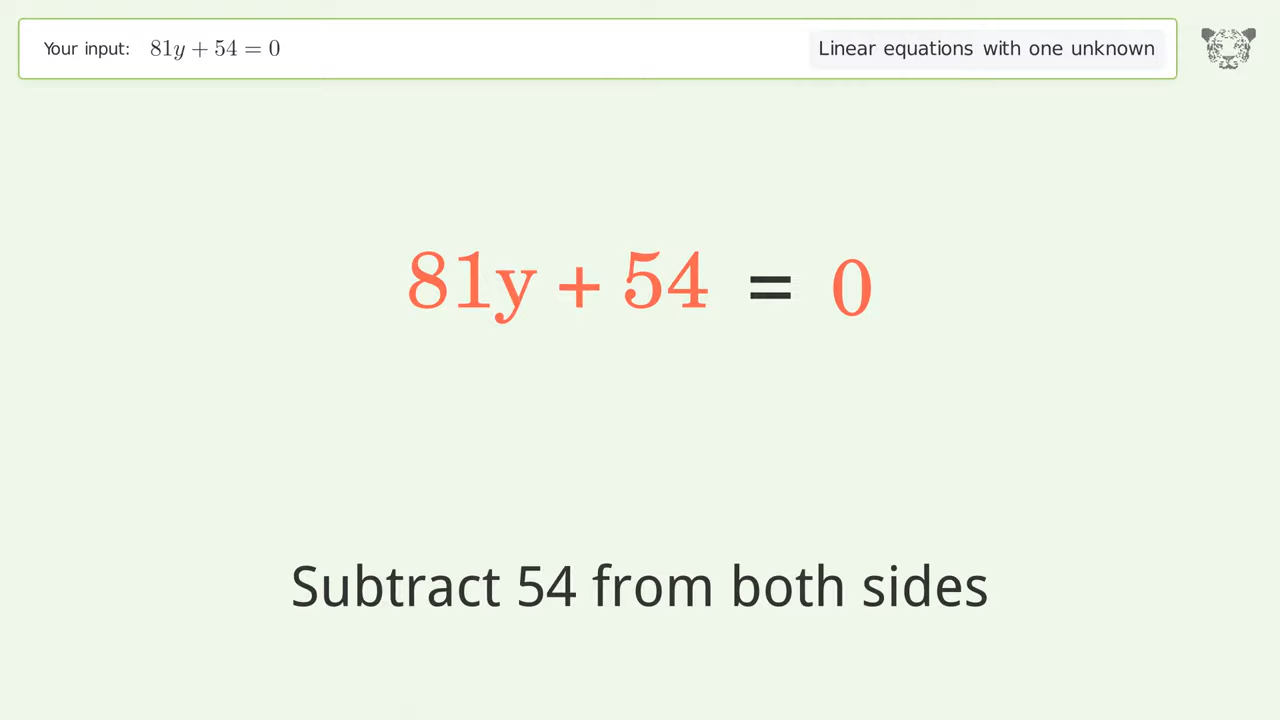 Your input: 81y + 54 = 0 Linear equations with one unknown
81y + 54 = 0
Subtract 54 from both sides